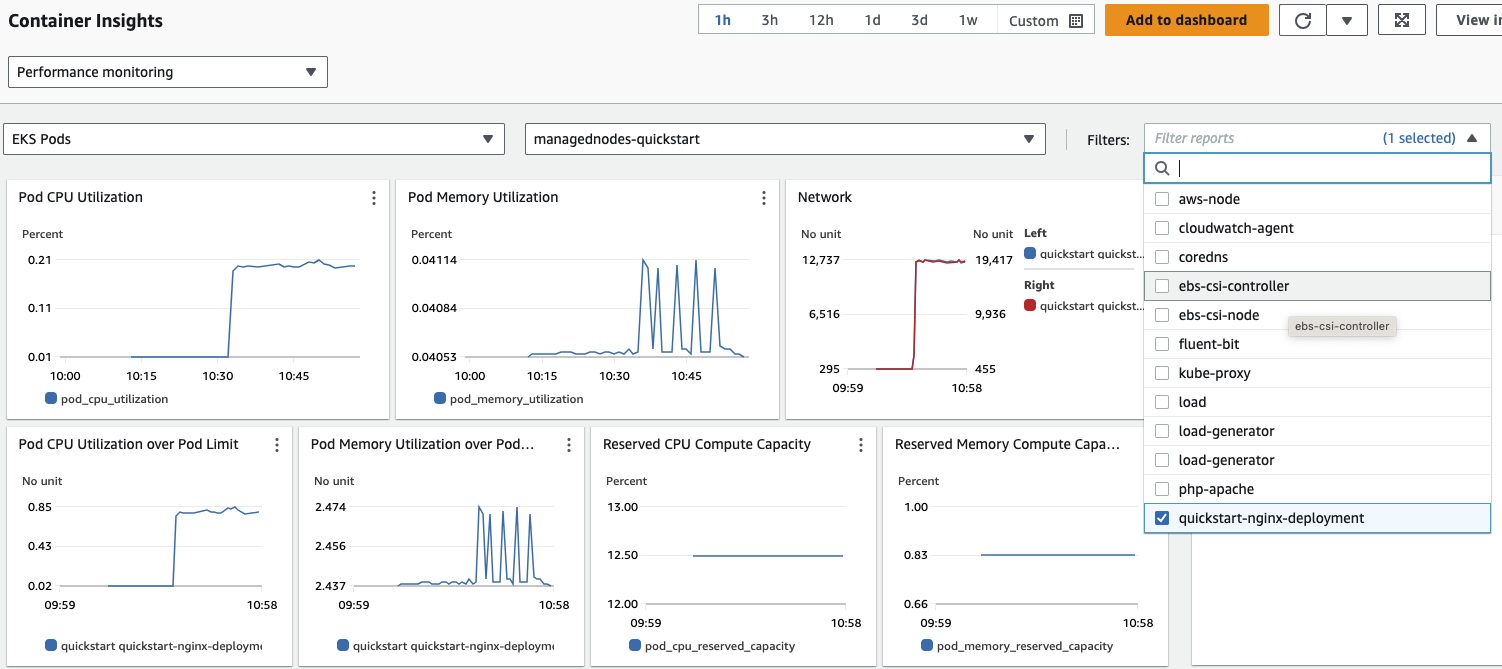 Container Insights
1h 3h 12h 1d 3d 1w Custom
Add to dashboard
View in
Performance monitoring
EKS Pods
managednodes-quickstart
Filters:
Filter reports (1 selected)
aws-node
cloudwatch-agent
coredns
ebs-csi-controller
ebs-csi-node
ebs-csi-controller
fluent-bit
kube-proxy
load
load-generator
load-generator
php-apache
quickstart-nginx-deployment
Pod CPU Utilization
Percent
0.21
0.11
0.01
10:00 10:15 10:30 10:45
pod_cpu_utilization
Pod Memory Utilization
Percent
0.04114
0.04084
0.04053
10:00 10:15 10:30 10:45
pod_memory_utilization
Network
No unit No unit
12,737 19,417
6,516 9,936
295 455
09:59 10:58
Left
quickstart quickst...
Right
quickstart quickst...
Pod CPU Utilization over Pod Limit
No unit
0.85
0.43
0.02
09:59 10:58
quickstart quickstart-nginx-deployme
Pod Memory Utilization over Pod...
No unit
2.474
2.456
2.437
09:59 10:58
quickstart quickstart-nginx-deployme
Reserved CPU Compute Capacity
Percent
13.00
12.50
12.00
09:59 10:58
pod_cpu_reserved_capacity
Reserved Memory Compute Capa...
Percent
1.00
0.83
0.66
09:59 10:58
pod_memory_reserved_capacity